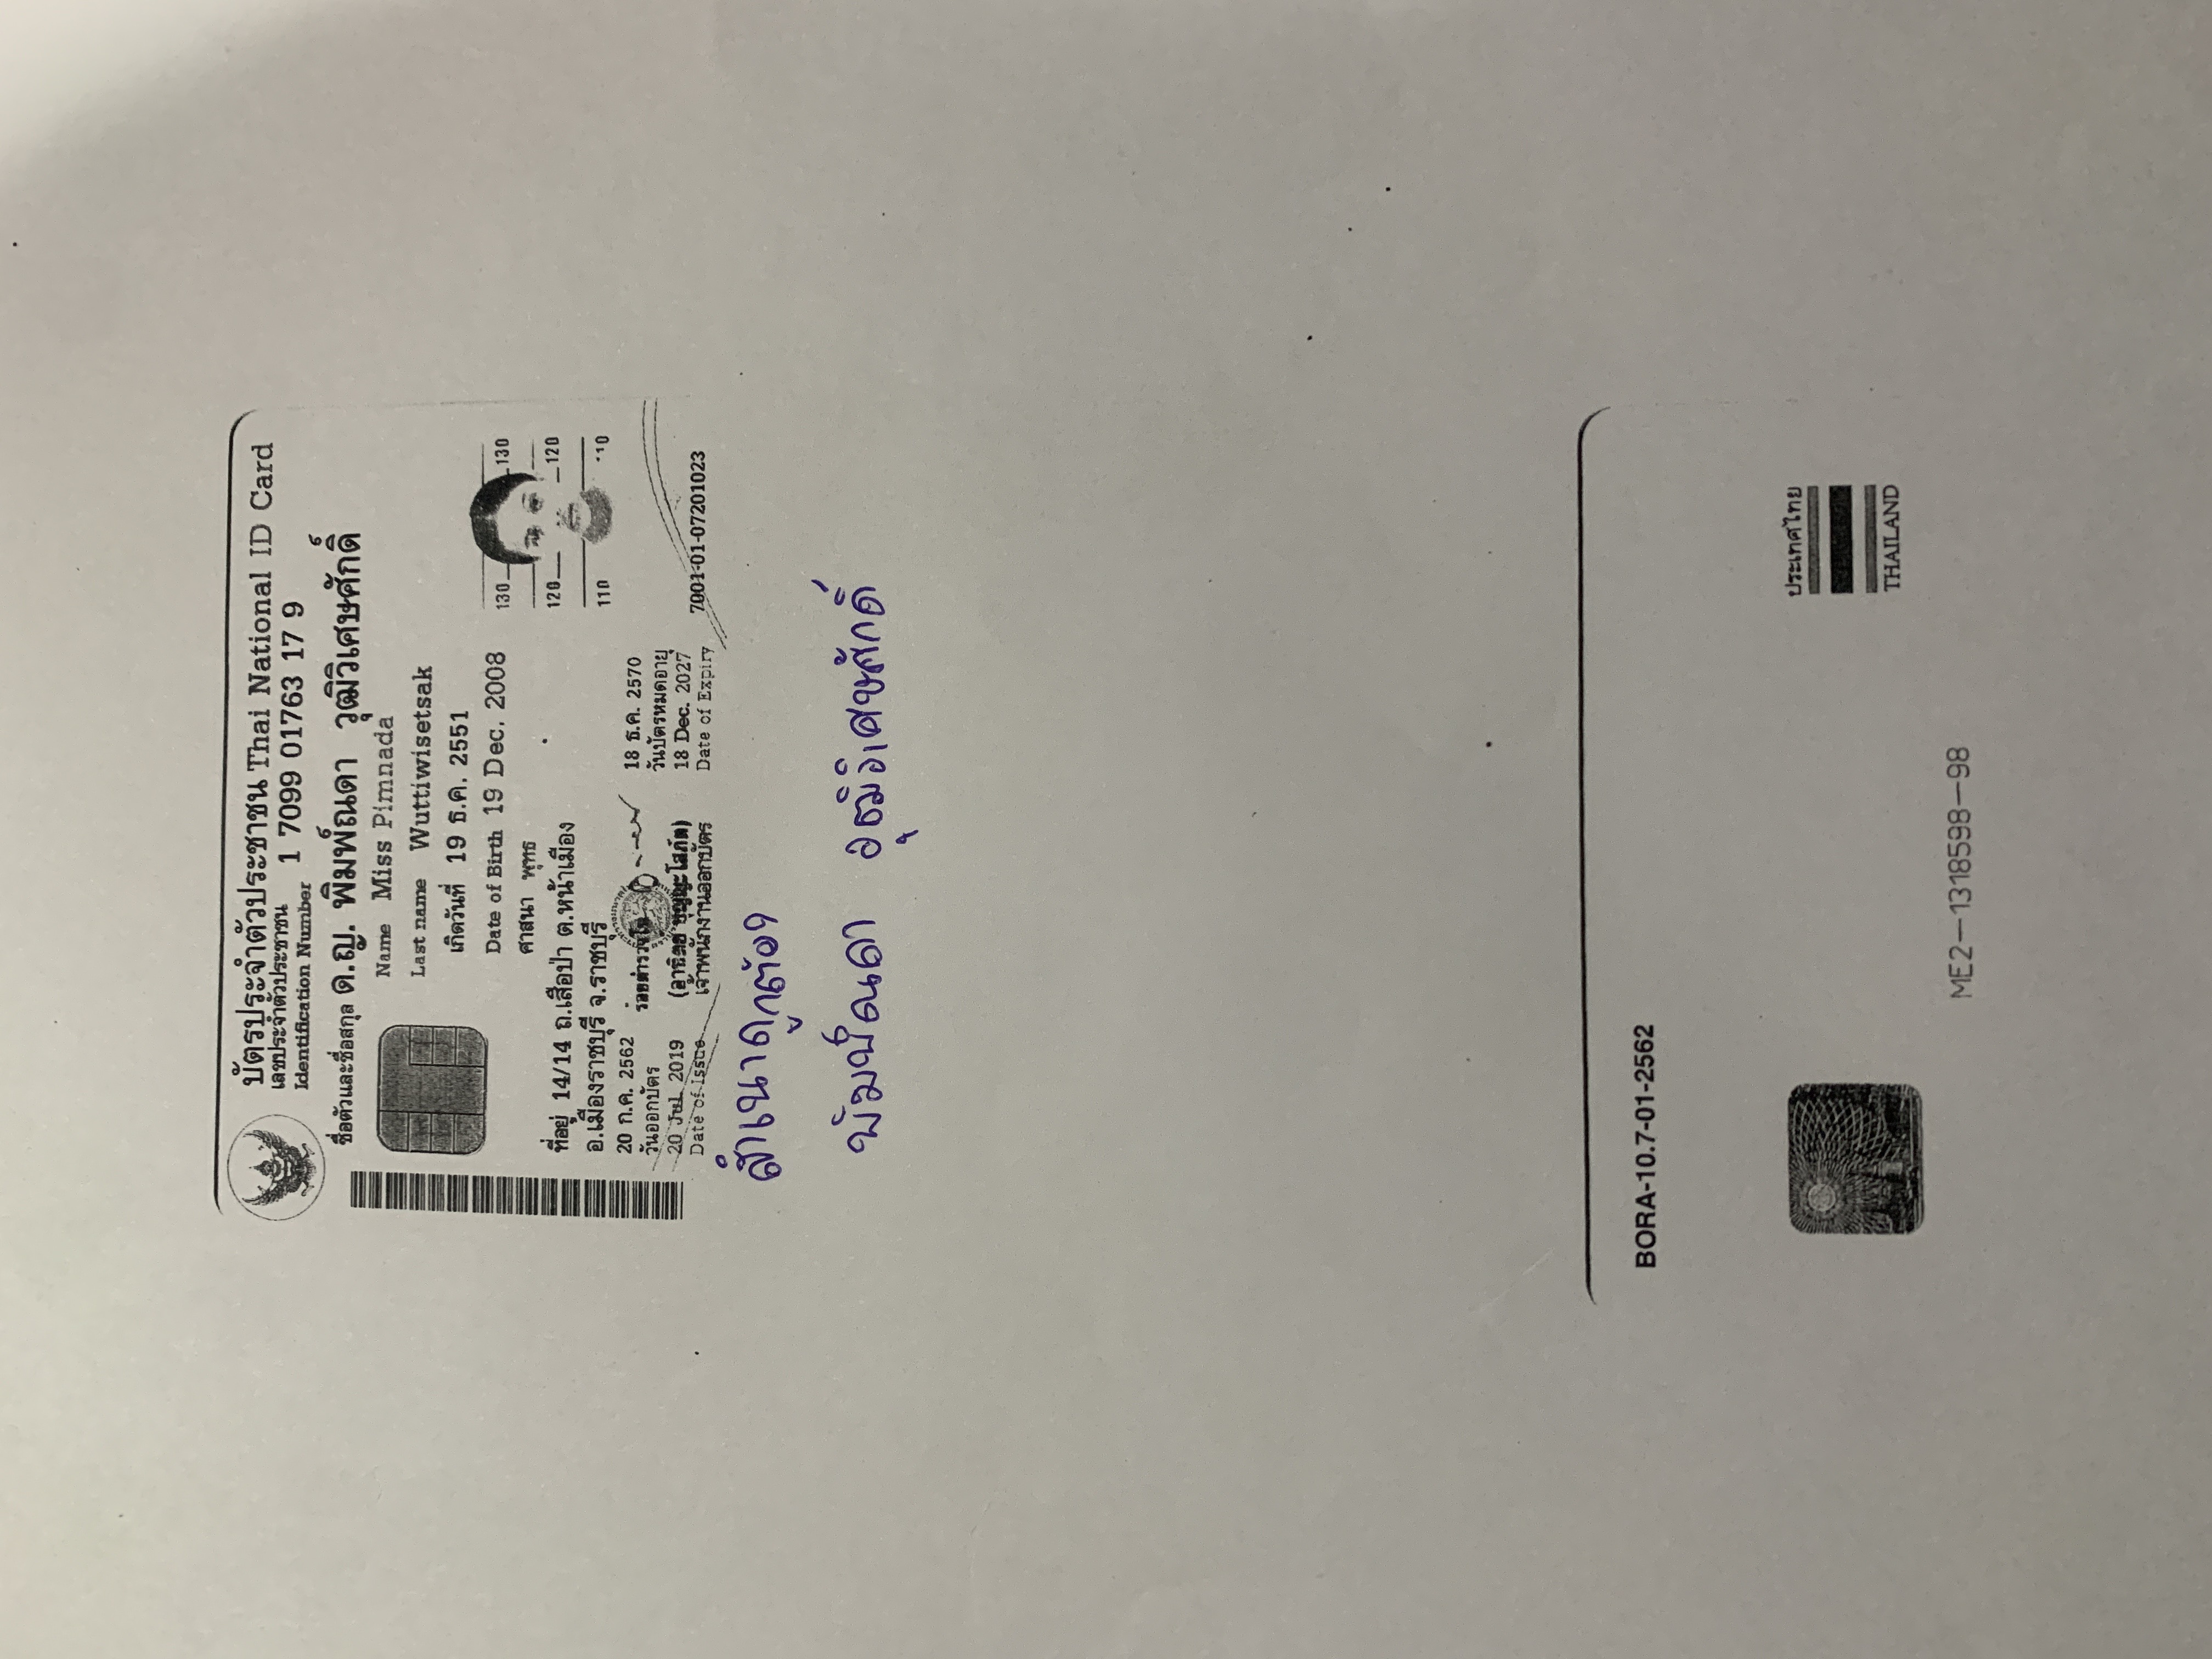 บัตรประจำตัวประชาชน Thai National ID Card
เลขประจำตัวประชาชน
Identification Number 1 7099 01763 17 9
ชื่อตัวและชื่อสกุล ด.ญ. พิมพ์ณดา วุฒิวิเศษศักดิ์
Name Miss Pimnada
Last name Wuttiwisetsak
เกิดวันที่ 19 ธ.ค. 2551
Date of Birth 19 Dec. 2008
ศาสนา พุทธ
ที่อยู่ 14/14 ถ.เสือป่า ต.หน้าเมือง
อ.เมืองราชบุรี จ.ราชบุรี
130 130
120 120
110
20 ก.ค. 2562
วันออกบัตร
20 Jul. 2019
Date of Issue
ร้อยตำรวจโท
เจ้าพนักงานออกบัตร
18 ธ.ค. 2570
วันบัตรหมดอายุ
18 Dec. 2027
Date of Expiry
7001-01-07201023
สำเนาถูกต้อง
พิมพ์ณดา วุฒิวิเศษศักดิ์
BORA-10.7-01-2562
ประเทศไทย
THAILAND
ME2-1318598-98